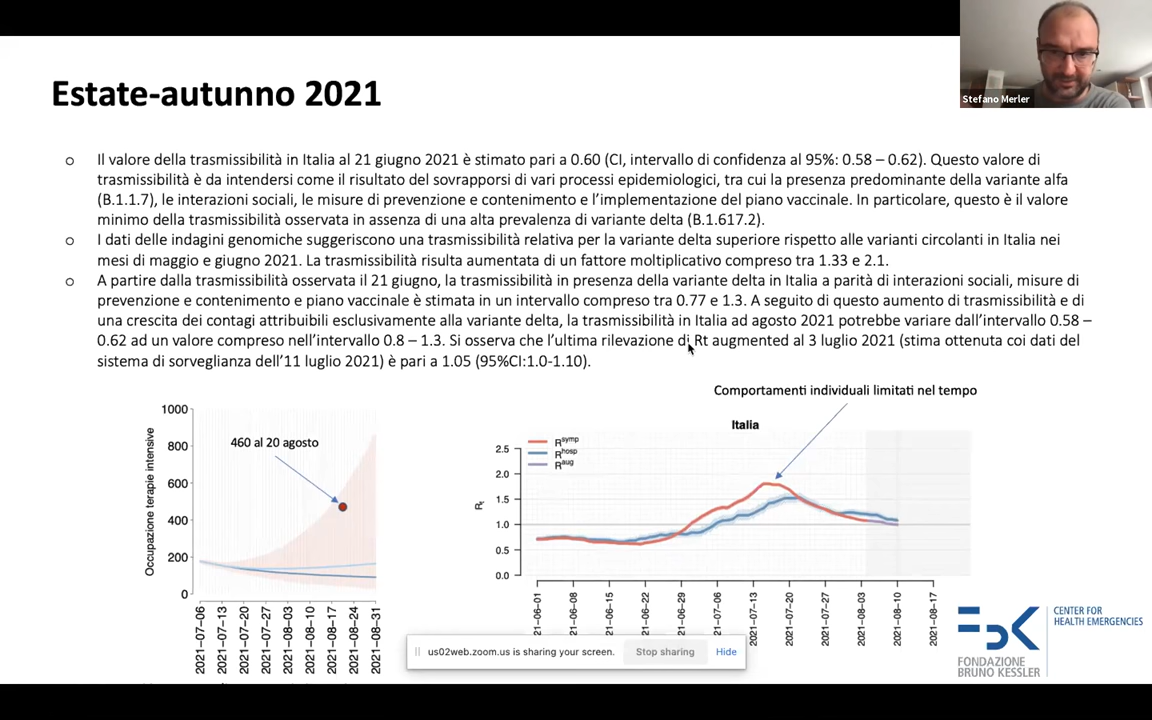 Stefano Merler
Estate-autunno 2021
o Il valore della trasmissibilità in Italia al 21 giugno 2021 è stimato pari a 0.60 (CI, intervallo di confidenza al 95%: 0.58 – 0.62). Questo valore di
trasmissibilità è da intendersi come il risultato del sovrapporsi di vari processi epidemiologici, tra cui la presenza predominante della variante alfa
(B.1.1.7), le interazioni sociali, le misure di prevenzione e contenimento e l'implementazione del piano vaccinale. In particolare, questo è il valore
minimo della trasmissibilità osservata in assenza di una alta prevalenza di variante delta (B.1.617.2).
o I dati delle indagini genomiche suggeriscono una trasmissibilità relativa per la variante delta superiore rispetto alle varianti circolanti in Italia nei
mesi di maggio e giugno 2021. La trasmissibilità risulta aumentata di un fattore moltiplicativo compreso tra 1.33 e 2.1.
o A partire dalla trasmissibilità osservata il 21 giugno, la trasmissibilità in presenza della variante delta in Italia a parità di interazioni sociali, misure di
prevenzione e contenimento e piano vaccinale è stimata in un intervallo compreso tra 0.77 e 1.3. A seguito di questo aumento di trasmissibilità e di
una crescita dei contagi attribuibili esclusivamente alla variante delta, la trasmissibilità in Italia ad agosto 2021 potrebbe variare dall'intervallo 0.58 –
0.62 ad un valore compreso nell'intervallo 0.8 – 1.3. Si osserva che l'ultima rilevazione di Rt augmented al 3 luglio 2021 (stima ottenuta coi dati del
sistema di sorveglianza dell'11 luglio 2021) è pari a 1.05 (95%CI:1.0-1.10).
Occupazione terapie intensive
1000
800
600
400
200
0
460 al 20 agosto
2021-07-06
2021-07-13
2021-07-20
2021-07-27
2021-08-03
2021-08-10
2021-08-17
2021-08-24
2021-08-31
Comportamenti individuali limitati nel tempo
Italia
R symp
R hosp
R aug
Rt
2.5
2.0
1.5
1.0
0.5
0.0
21-06-01
21-06-08
21-06-15
21-06-22
21-06-29
2021-07-06
2021-07-13
2021-07-20
2021-07-27
2021-08-03
2021-08-10
2021-08-17
us02web.zoom.us is sharing your screen.
Stop sharing
Hide
FBK
CENTER FOR
HEALTH EMERGENCIES
FONDAZIONE
BRUNO KESSLER